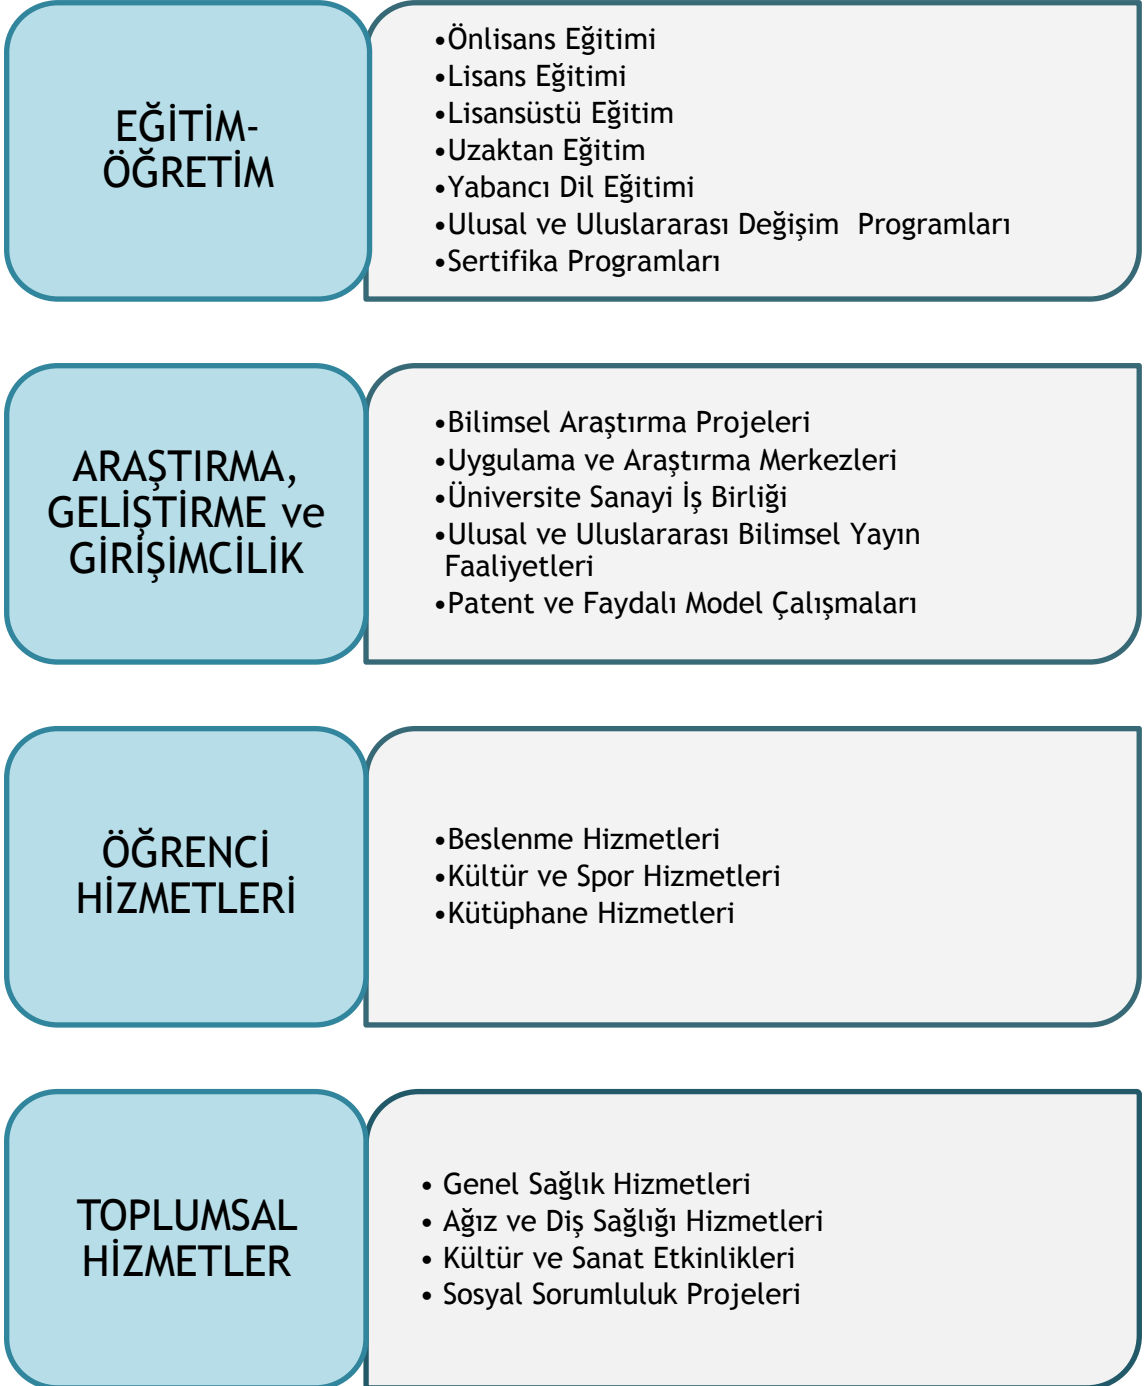 EĞİTİM-
ÖĞRETİM
•Önlisans Eğitimi
•Lisans Eğitimi
•Lisansüstü Eğitim
•Uzaktan Eğitim
•Yabancı Dil Eğitimi
•Ulusal ve Uluslararası Değişim  Programları
•Sertifika Programları
ARAŞTIRMA,
GELİŞTİRME ve
GİRİŞİMCİLİK
•Bilimsel Araştırma Projeleri
•Uygulama ve Araştırma Merkezleri
•Üniversite Sanayi İş Birliği
•Ulusal ve Uluslararası Bilimsel Yayın
Faaliyetleri
•Patent ve Faydalı Model Çalışmaları
ÖĞRENCİ
HİZMETLERİ
•Beslenme Hizmetleri
•Kültür ve Spor Hizmetleri
•Kütüphane Hizmetleri
TOPLUMSAL
HİZMETLER
• Genel Sağlık Hizmetleri
• Ağız ve Diş Sağlığı Hizmetleri
• Kültür ve Sanat Etkinlikleri
• Sosyal Sorumluluk Projeleri